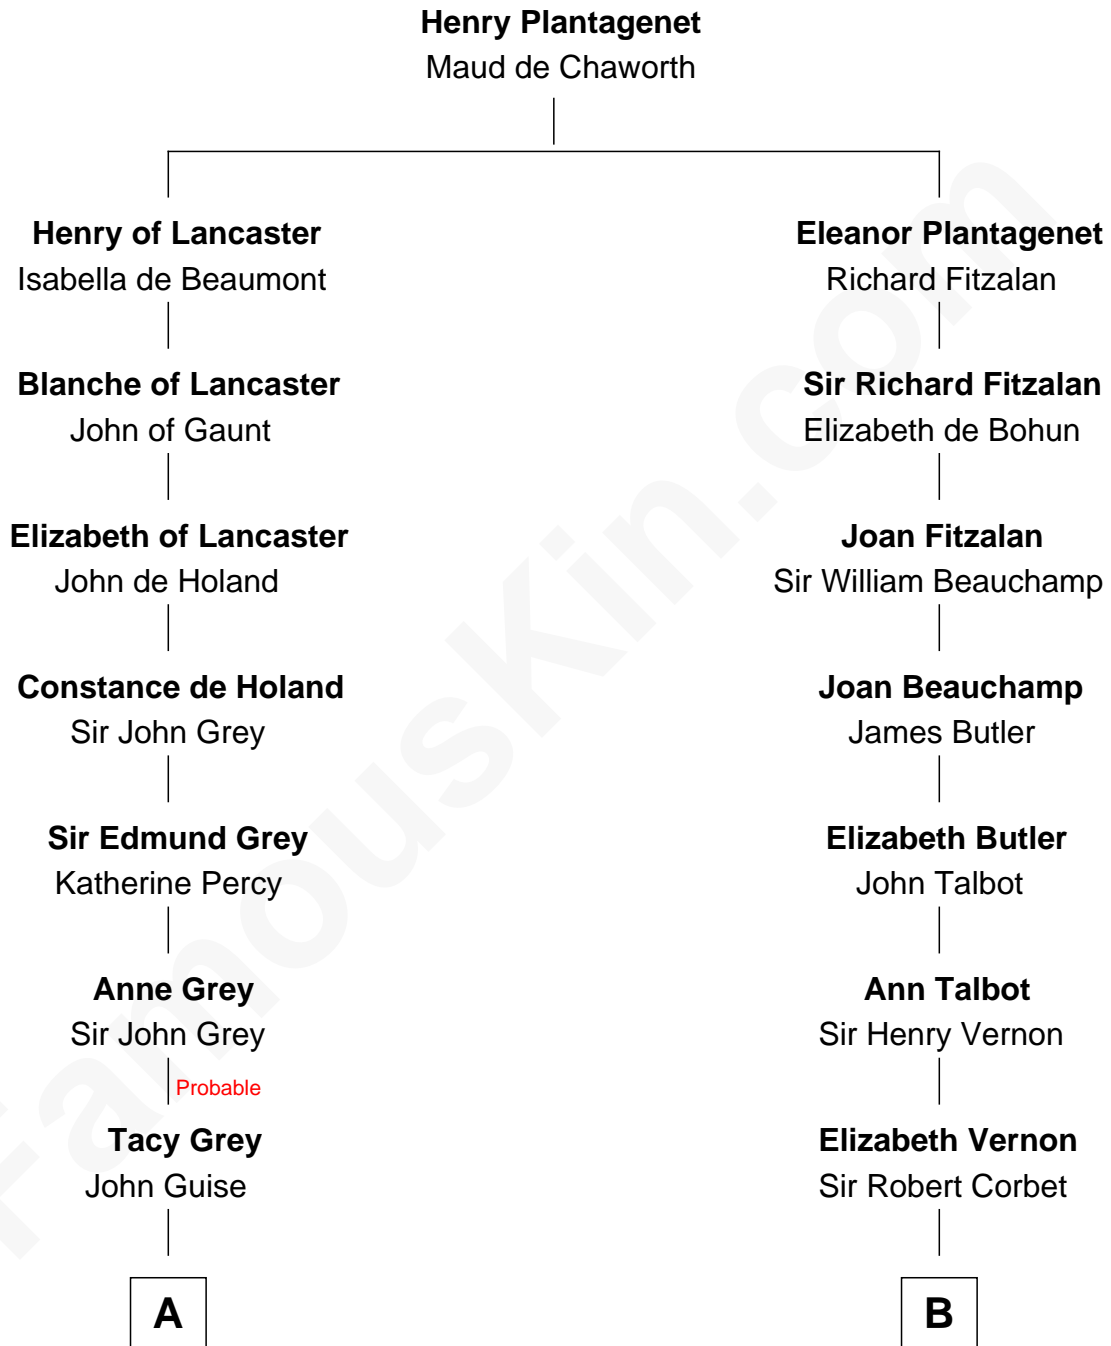 Henry Plantagenet
Maud de Chaworth
Henry of Lancaster
Isabella de Beaumont
Eleanor Plantagenet
Richard Fitzalan
Blanche of Lancaster
John of Gaunt
Sir Richard Fitzalan
Elizabeth de Bohun
Elizabeth of Lancaster
John de Holand
Joan Fitzalan
Sir William Beauchamp
Constance de Holand
Sir John Grey
Joan Beauchamp
James Butler
Sir Edmund Grey
Katherine Percy
Elizabeth Butler
John Talbot
Anne Grey
Sir John Grey
Ann Talbot
Sir Henry Vernon
Probable
Tacy Grey
John Guise
Elizabeth Vernon
Sir Robert Corbet
A
B
FamousKin.com